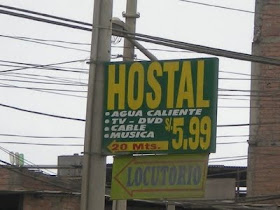 HOSTAL
• AGUA CALIENTE
• TV - DVD
• CABLE
• MUSICA
S/ 5.99
20 Mts.
LOCUTORIO